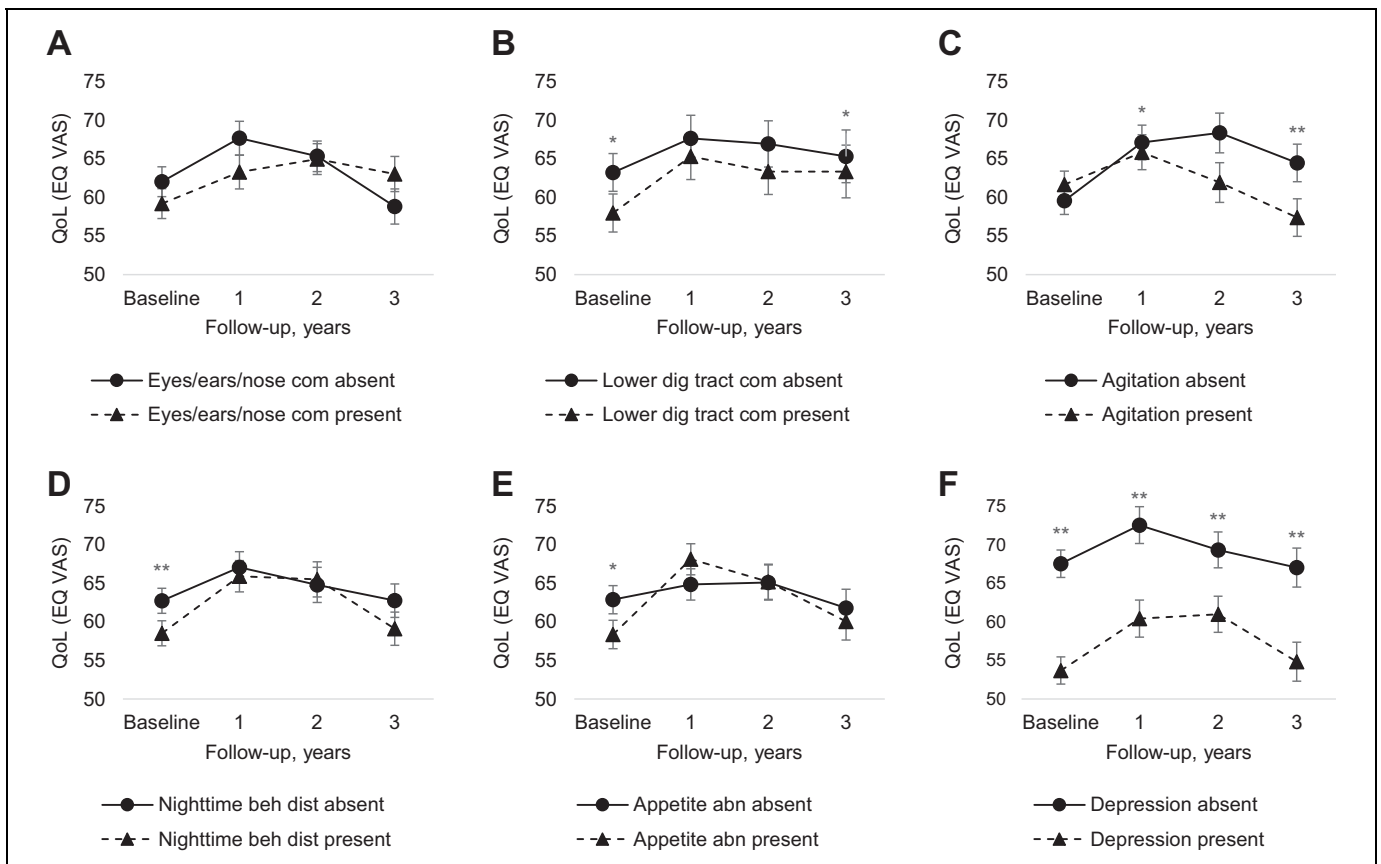 A
QoL (EQ VAS)
75
70
65
60
55
50
Baseline 1 2 3
Follow-up, years
Eyes/ears/nose com absent
Eyes/ears/nose com present
B
QoL (EQ VAS)
75
70
65
60
55
50
* *
Baseline 1 2 3
Follow-up, years
Lower dig tract com absent
Lower dig tract com present
C
QoL (EQ VAS)
75
70
65
60
55
50
* **
Baseline 1 2 3
Follow-up, years
Agitation absent
Agitation present
D
QoL (EQ VAS)
75
70
65
60
55
50
**
Baseline 1 2 3
Follow-up, years
Nighttime beh dist absent
Nighttime beh dist present
E
QoL (EQ VAS)
75
70
65
60
55
50
*
Baseline 1 2 3
Follow-up, years
Appetite abn absent
Appetite abn present
F
QoL (EQ VAS)
75
70
65
60
55
50
** ** ** **
Baseline 1 2 3
Follow-up, years
Depression absent
Depression present